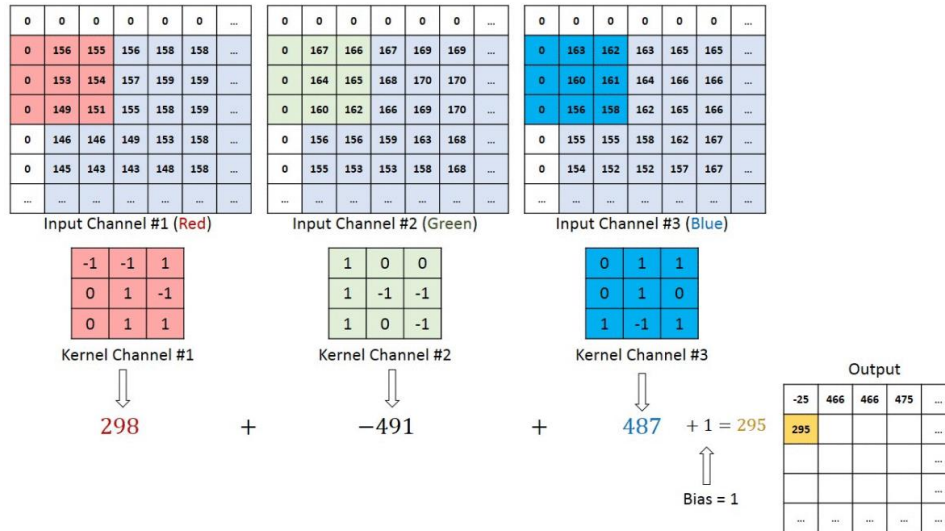 0 0 0 0 0 0 ... 0 0 0 0 0 0 ... 0 0 0 0 0 0 ...
0 156 155 156 158 158 ... 0 167 166 167 169 169 ... 0 163 162 163 165 165 ...
0 153 154 157 159 159 ... 0 164 165 168 170 170 ... 0 160 161 164 166 166 ...
0 149 151 155 158 159 ... 0 160 162 166 169 170 ... 0 156 158 162 165 166 ...
0 146 146 149 153 158 ... 0 156 156 159 163 168 ... 0 155 155 158 162 167 ...
0 145 143 143 148 158 ... 0 155 153 153 158 168 ... 0 154 152 152 157 167 ...
... ... ... ... ... ... ... ... ... ... ... ... ... ... ... ... ... ... ... ... ...
Input Channel #1 (Red) Input Channel #2 (Green) Input Channel #3 (Blue)
-1 -1 1 1 0 0 0 1 1
0 1 -1 1 -1 -1 0 1 0
0 1 1 1 0 -1 1 -1 1
Kernel Channel #1 Kernel Channel #2 Kernel Channel #3
Output
-25 466 466 475 ...
298 + −491 + 487 + 1 = 295
295 ...
...
Bias = 1
...
... ... ... ... ...